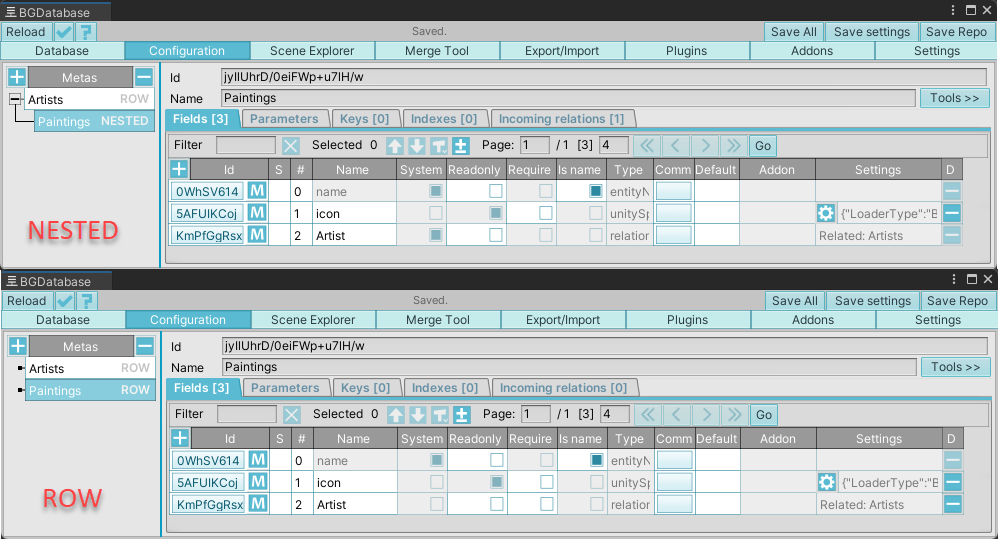 BGDatabase
Reload Saved. Save All Save settings Save Repo
Database Configuration Scene Explorer Merge Tool Export/Import Plugins Addons Settings
Metas
Artists ROW
Paintings NESTED
NESTED
Id jyIlUhrD/0eiFWp+u7IH/w
Name Paintings Tools >>
Fields [3] Parameters Keys [0] Indexes [0] Incoming relations [1]
Filter Selected 0 Page: 1 / 1 [3] 4 Go
Id S # Name System Readonly Require Is name Type Comm Default Addon Settings D
0WhSV614 M 0 name entityN
5AFUIKCoj M 1 icon unitySp {"LoaderType":"B
KmPfGgRsx M 2 Artist relation Related: Artists
BGDatabase
Reload Saved. Save All Save settings Save Repo
Database Configuration Scene Explorer Merge Tool Export/Import Plugins Addons Settings
Metas
Artists ROW
Paintings ROW
ROW
Id jyIlUhrD/0eiFWp+u7IH/w
Name Paintings Tools >>
Fields [3] Parameters Keys [0] Indexes [0] Incoming relations [0]
Filter Selected 0 Page: 1 / 1 [3] 4 Go
Id S # Name System Readonly Require Is name Type Comm Default Addon Settings D
0WhSV614 M 0 name entityN
5AFUIKCoj M 1 icon unitySp {"LoaderType":"B
KmPfGgRsx M 2 Artist relation Related: Artists